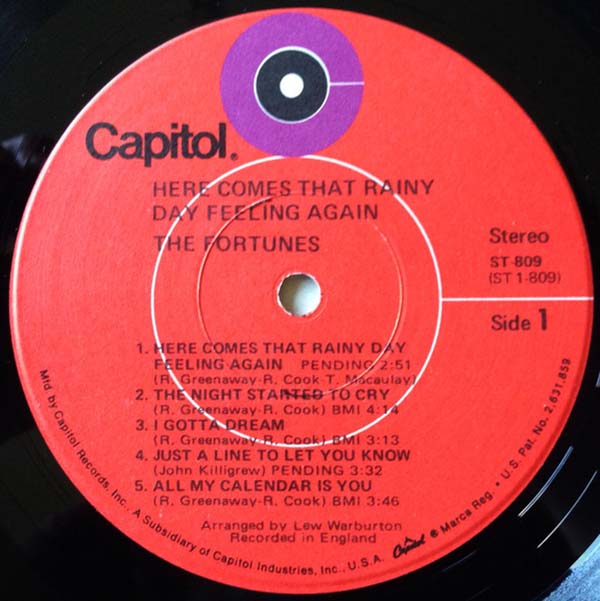 Capitol®
HERE COMES THAT RAINY
DAY FEELING AGAIN
THE FORTUNES
Stereo
ST-809
(ST 1-809)
Side 1
1. HERE COMES THAT RAINY DAY
FEELING AGAIN PENDING 2:51
(R. Greenaway-R. Cook-T. Macaulay)
2. THE NIGHT STARTED TO CRY
(R. Greenaway-R. Cook) BMI 4:14
3. I GOTTA DREAM
(R. Greenaway-R. Cook) BMI 3:13
4. JUST A LINE TO LET YOU KNOW
(John Killigrew) PENDING 3:32
5. ALL MY CALENDAR IS YOU
(R. Greenaway-R. Cook) BMI 3:46
Arranged by Lew Warburton
Recorded in England
Mfd. by Capitol Records, Inc., A Subsidiary of Capitol Industries, Inc., U.S.A. Capitol ® Marca Reg. • U.S. Pat. No. 2,631,859